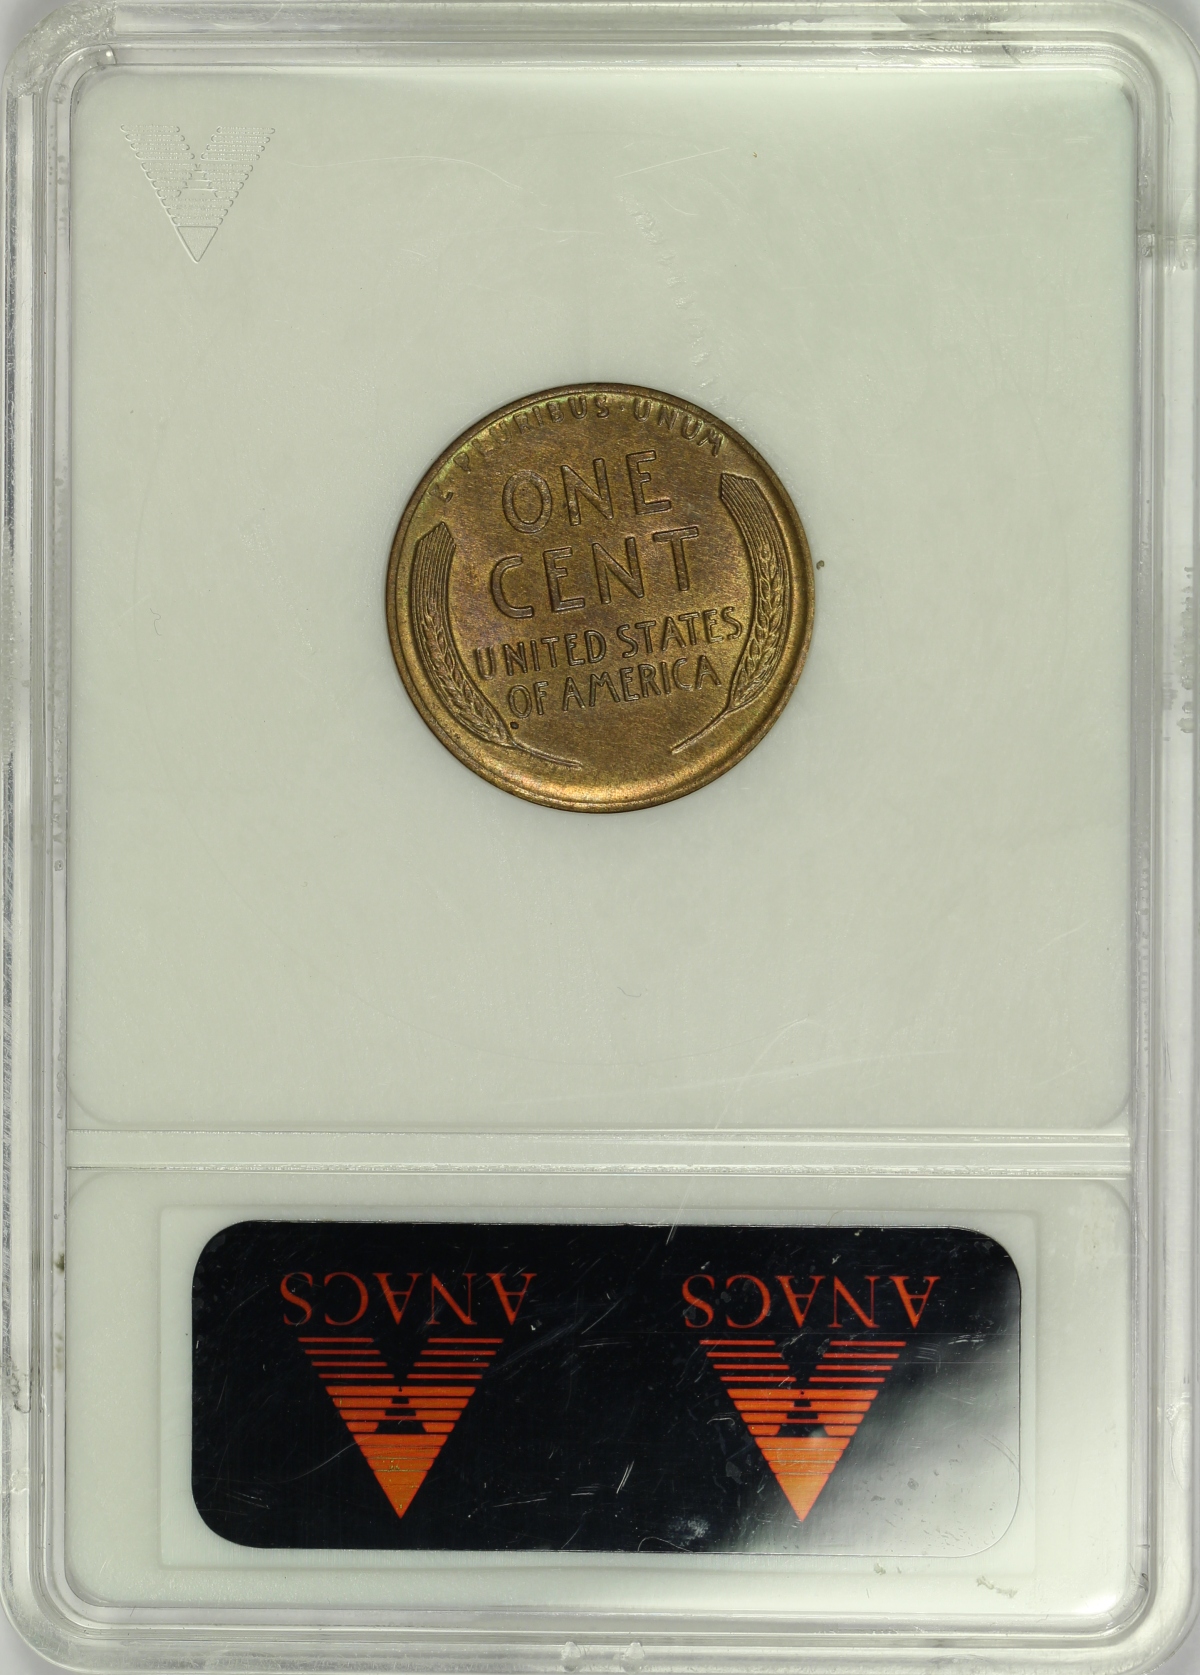 PLURIBUS · UNUM
ONE
CENT
UNITED STATES
OF AMERICA
ANACS ANACS